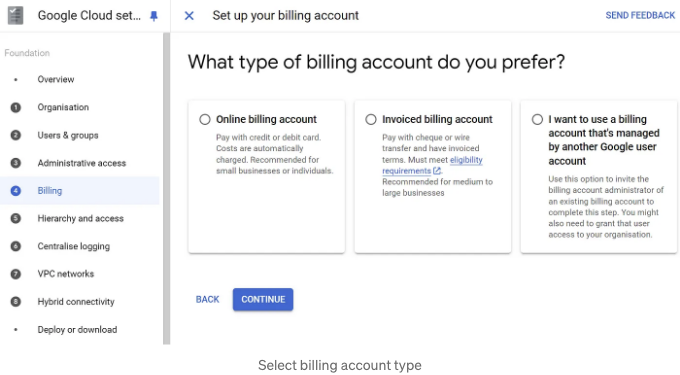 Google Cloud set...
Set up your billing account
SEND FEEDBACK
Foundation
Overview
1 Organisation
2 Users & groups
3 Administrative access
4 Billing
5 Hierarchy and access
6 Centralise logging
7 VPC networks
8 Hybrid connectivity
Deploy or download
What type of billing account do you prefer?
Online billing account
Pay with credit or debit card.
Costs are automatically
charged. Recommended for
small businesses or individuals.
Invoiced billing account
Pay with cheque or wire
transfer and have invoiced
terms. Must meet eligibility
requirements.
Recommended for medium to
large businesses
I want to use a billing
account that's managed
by another Google user
account
Use this option to invite the
billing account administrator of
an existing billing account to
complete this step. You might
also need to grant that user
access to your organisation.
BACK
CONTINUE
Select billing account type